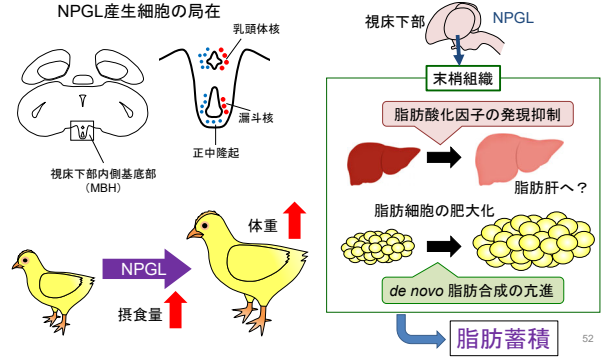 NPGL産生細胞の局在
乳頭体核
漏斗核
正中隆起
視床下部内側基底部
(MBH)
NPGL
体重
摂食量
視床下部
NPGL
末梢組織
脂肪酸化因子の発現抑制
脂肪肝へ？
脂肪細胞の肥大化
de novo 脂肪合成の亢進
脂肪蓄積
52